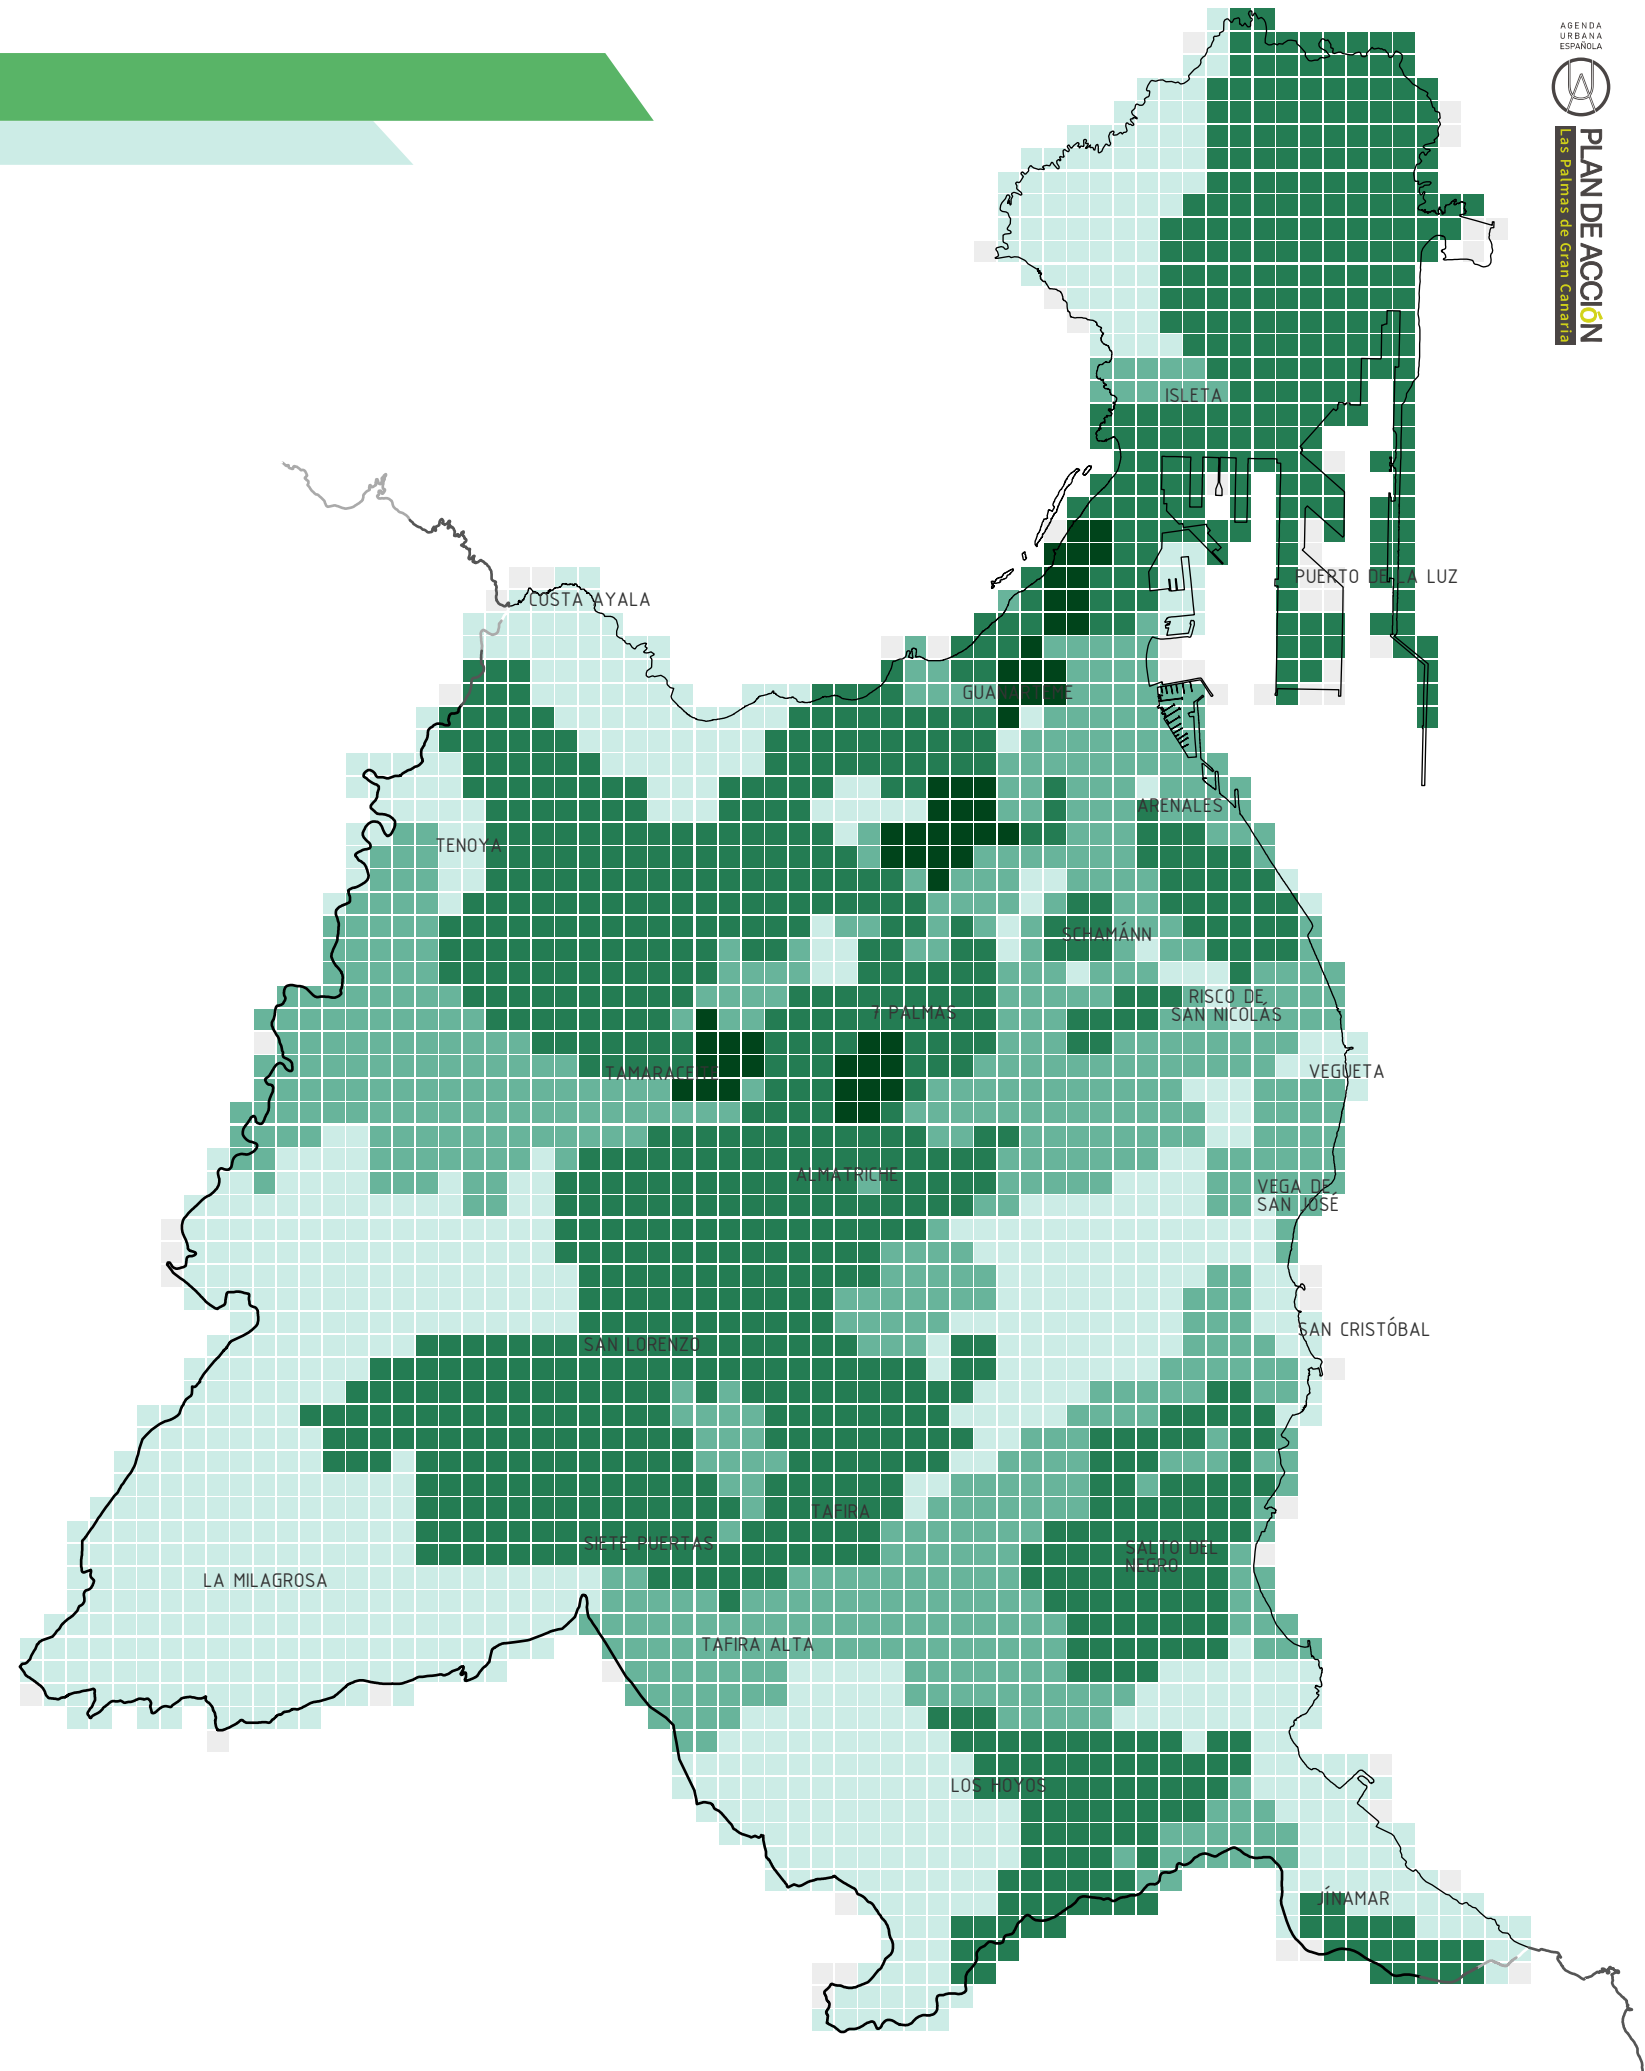 AGENDA
URBANA
ESPAÑOLA
PLAN DE ACCIÓN
Las Palmas de Gran Canaria
ISLETA
PUERTO DE LA LUZ
COSTA AYALA
GUANARTEME
ARENALES
TENOYA
SCHAMÁNN
RISCO DE
SAN NICOLÁS
7 PALMAS
TAMARACEITE
VEGUETA
ALMATRICHE
VEGA DE
SAN JOSÉ
SAN CRISTÓBAL
SAN LORENZO
TAFIRA
SIETE PUERTAS
SALTO DEL
NEGRO
LA MILAGROSA
TAFIRA ALTA
LOS HOYOS
JÍNAMAR